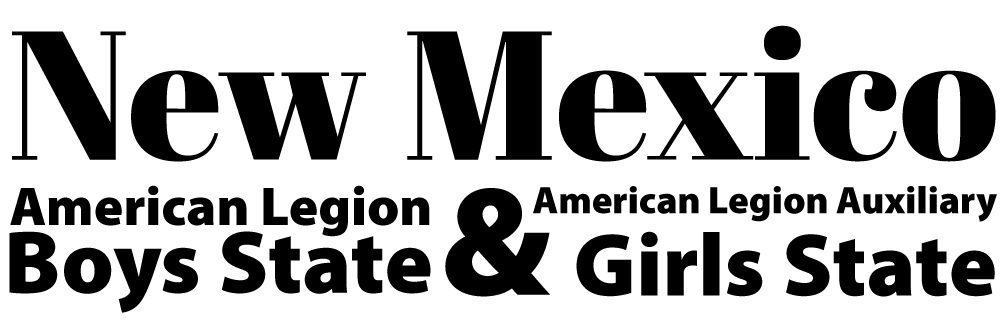 New Mexico
American Legion
Boys State
&
American Legion Auxiliary
Girls State